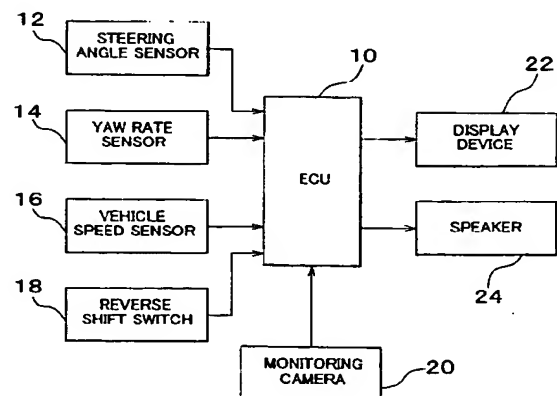 12
STEERING
ANGLE SENSOR
10
22
14
YAW RATE
SENSOR
DISPLAY
DEVICE
ECU
16
VEHICLE
SPEED SENSOR
SPEAKER
24
18
REVERSE
SHIFT SWITCH
MONITORING
CAMERA
20